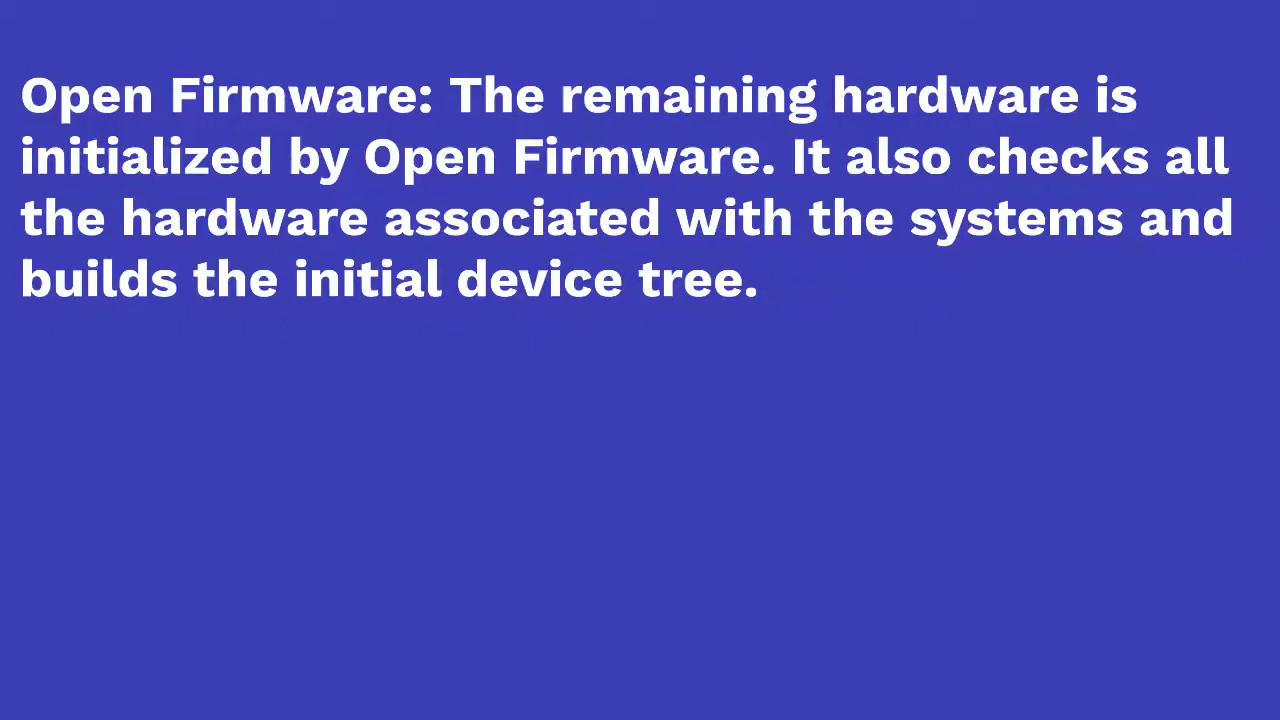 Open Firmware: The remaining hardware is
initialized by Open Firmware. It also checks all
the hardware associated with the systems and
builds the initial device tree.